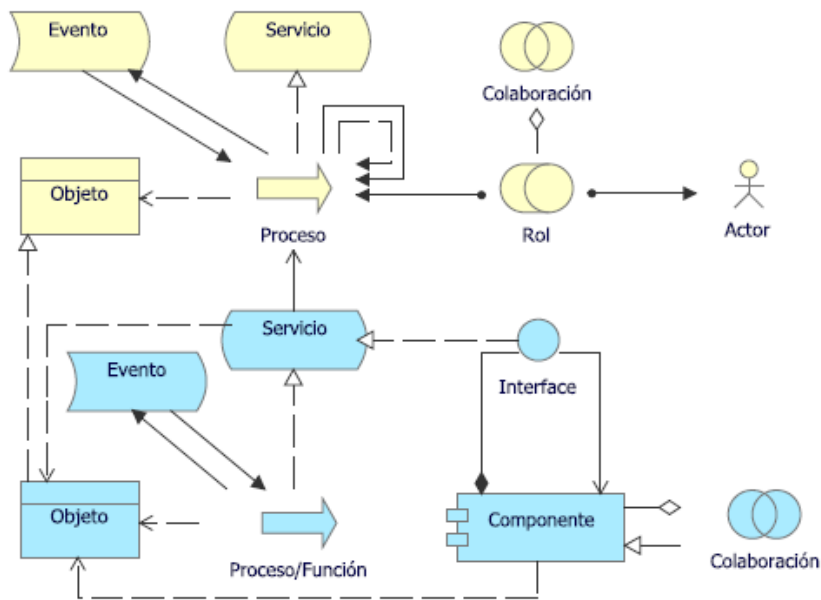 Evento
Servicio
Colaboración
Objeto
Proceso
Rol
Actor
Servicio
Evento
Interface
Objeto
Componente
Proceso/Función
Colaboración